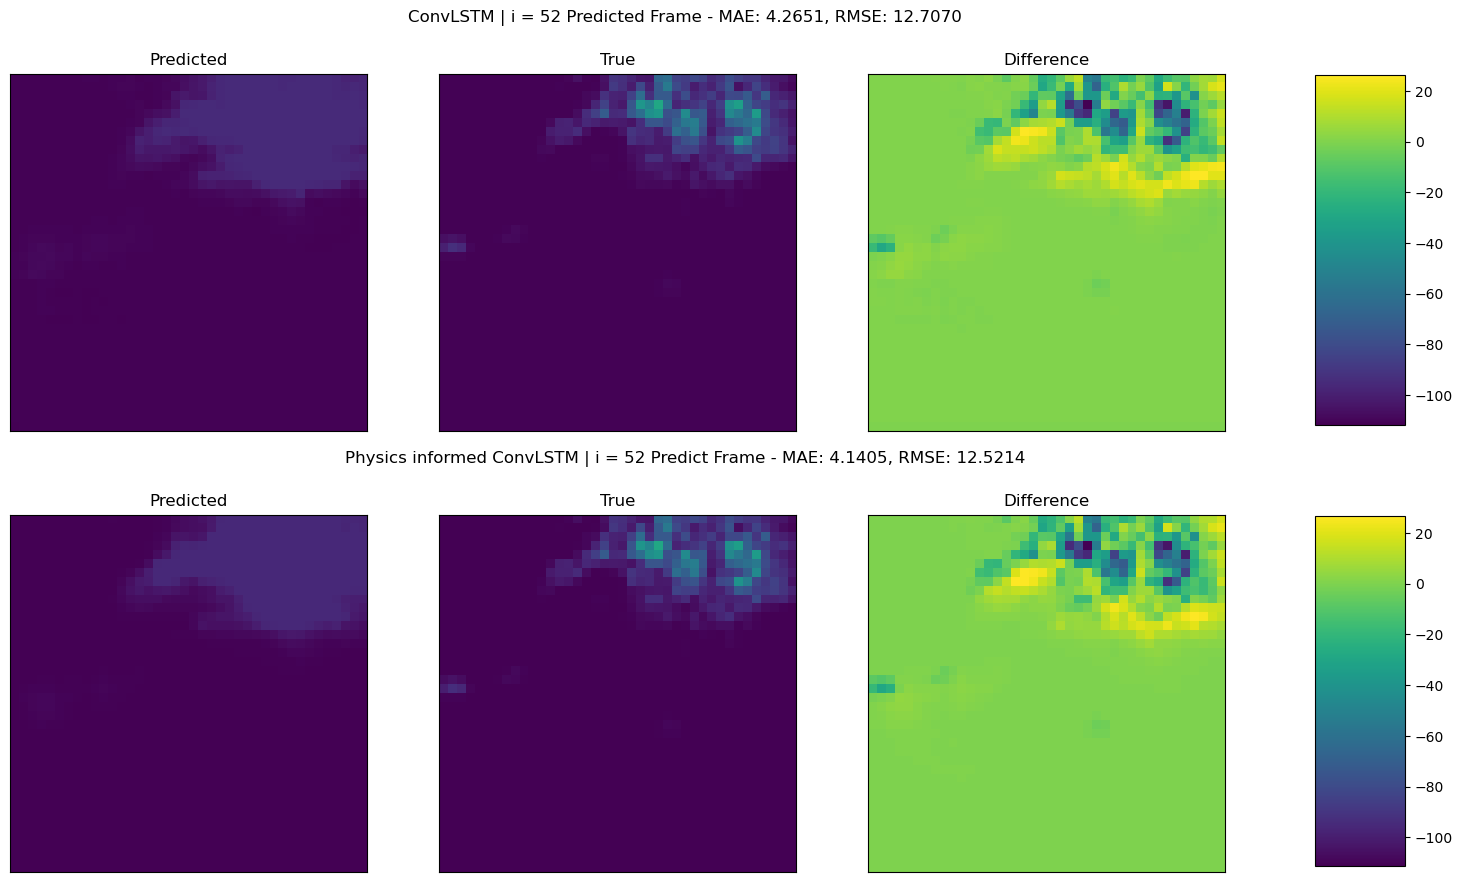 ConvLSTM | i = 52 Predicted Frame - MAE: 4.2651, RMSE: 12.7070
Predicted
True
Difference
20
0
−20
−40
−60
−80
−100
Physics informed ConvLSTM | i = 52 Predict Frame - MAE: 4.1405, RMSE: 12.5214
Predicted
True
Difference
20
0
−20
−40
−60
−80
−100